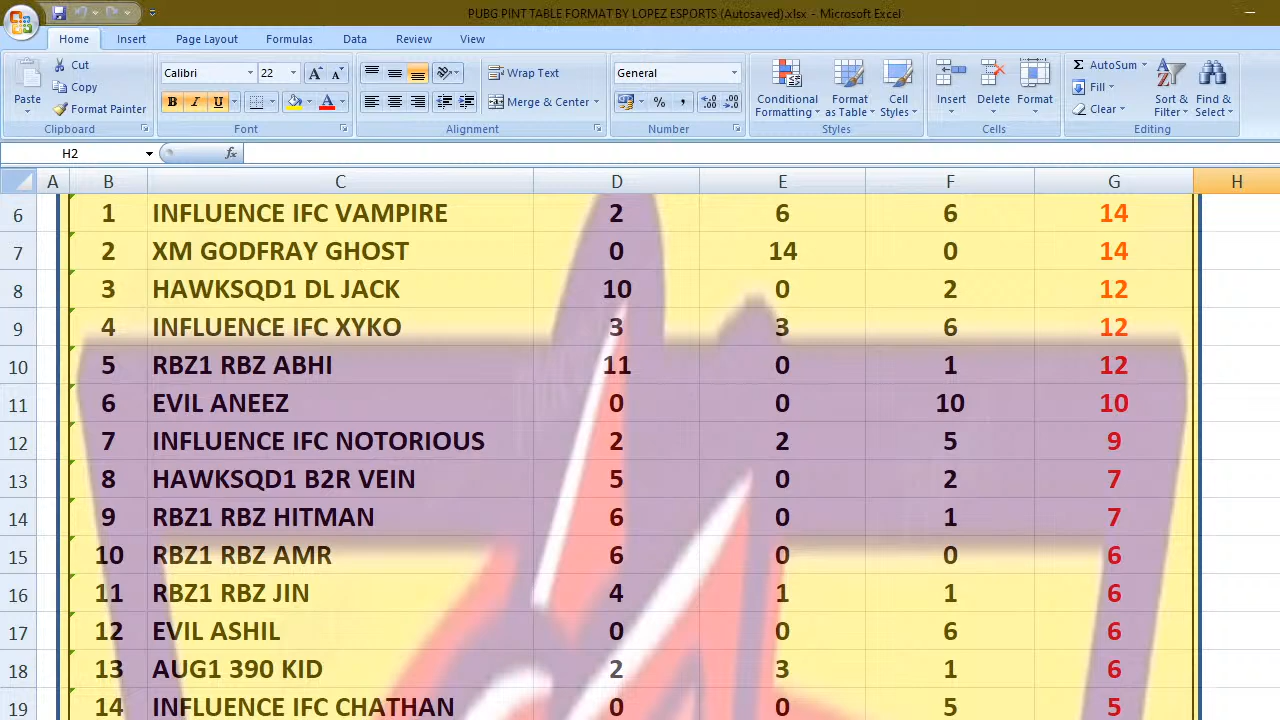 PUBG PINT TABLE FORMAT BY LOPEZ ESPORTS (Autosaved).xlsx - Microsoft Excel
Home Insert Page Layout Formulas Data Review View
Paste Cut Copy Format Painter Clipboard
Calibri 22 A A B I U A Font
Wrap Text Merge & Center Alignment
General % , Number
Conditional Formatting Format as Table Cell Styles Styles
Insert Delete Format Cells
Σ AutoSum Fill Clear Sort & Filter Find & Select Editing
H2 fx
A B C D E F G H
6 1 INFLUENCE IFC VAMPIRE 2 6 6 14
7 2 XM GODFRAY GHOST 0 14 0 14
8 3 HAWKSQD1 DL JACK 10 0 2 12
9 4 INFLUENCE IFC XYKO 3 3 6 12
10 5 RBZ1 RBZ ABHI 11 0 1 12
11 6 EVIL ANEEZ 0 0 10 10
12 7 INFLUENCE IFC NOTORIOUS 2 2 5 9
13 8 HAWKSQD1 B2R VEIN 5 0 2 7
14 9 RBZ1 RBZ HITMAN 6 0 1 7
15 10 RBZ1 RBZ AMR 6 0 0 6
16 11 RBZ1 RBZ JIN 4 1 1 6
17 12 EVIL ASHIL 0 0 6 6
18 13 AUG1 390 KID 2 3 1 6
19 14 INFLUENCE IFC CHATHAN 0 0 5 5